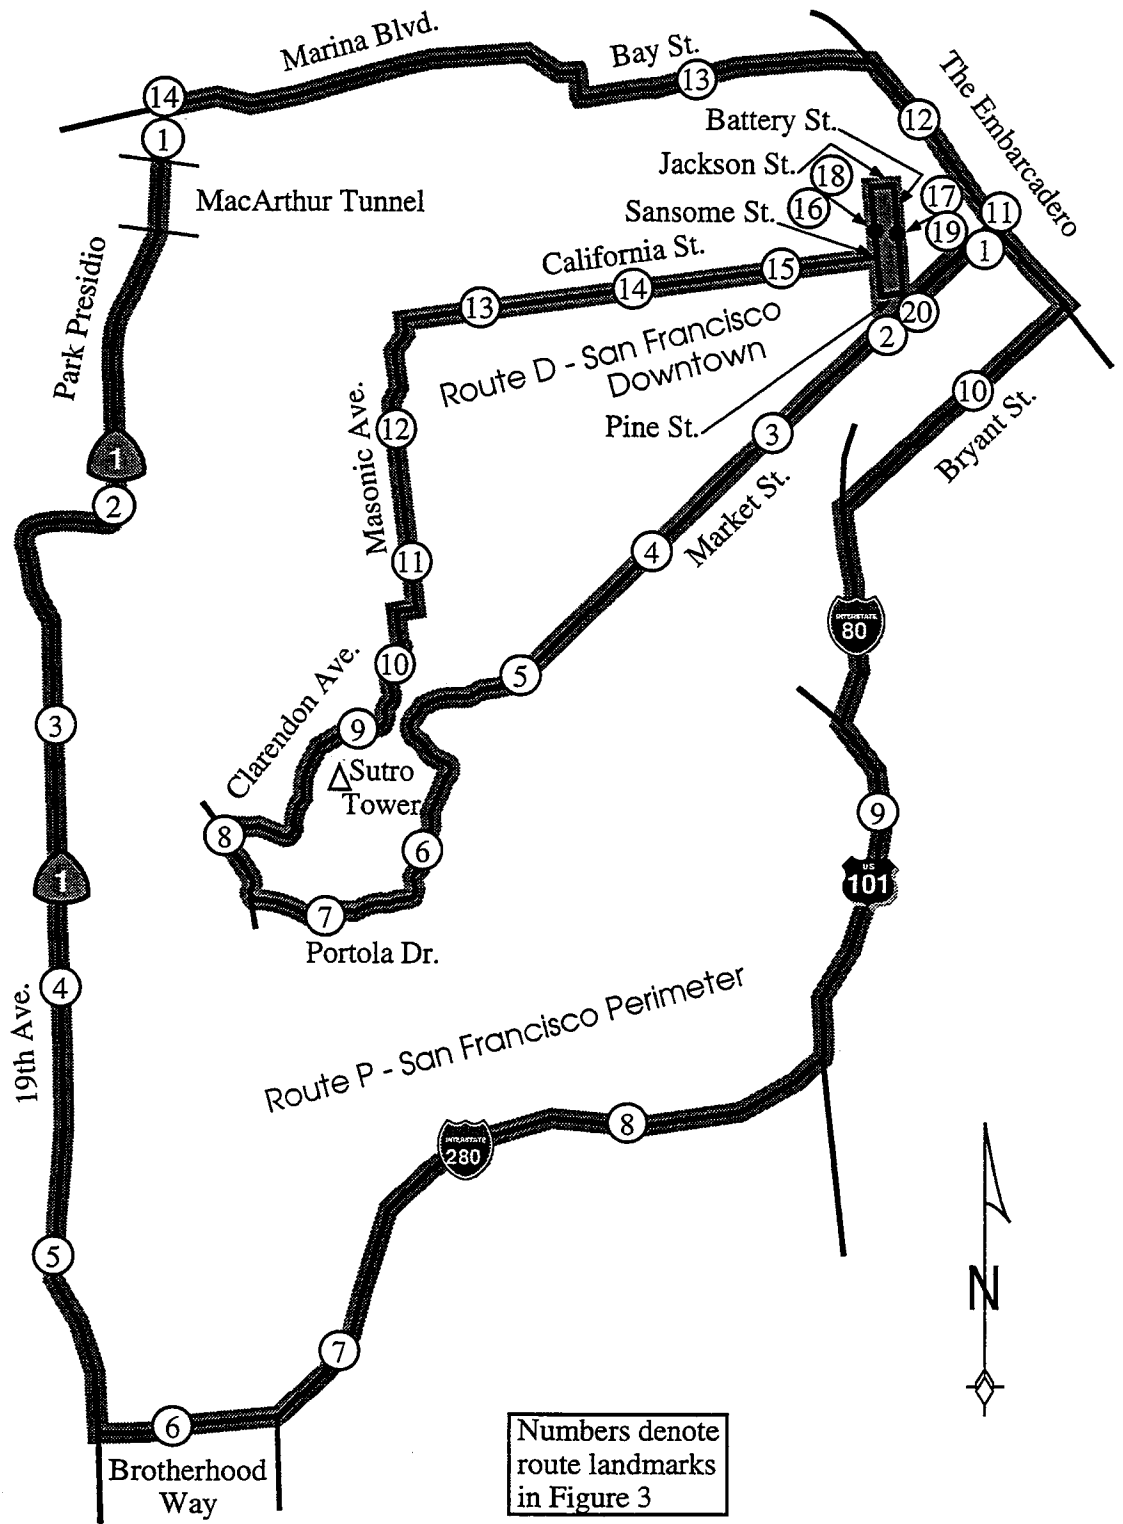 Marina Blvd.
Bay St.
13
14
The Embarcadero
12
Battery St.
1
Jackson St.
18
17
MacArthur Tunnel
16
Sansome St.
11
19
1
California St.
15
14
13
20
2
Park Presidio
Route D - San Francisco
Downtown
10
Pine St.
3
Bryant St.
Masonic Ave.
12
1
2
Market St.
4
11
INTERSTATE
80
10
5
Clarendon Ave.
3
9
Sutro
Tower
8
6
9
US
101
1
7
Portola Dr.
4
19th Ave.
Route P - San Francisco Perimeter
8
INTERSTATE
280
5
N
7
6
Brotherhood
Way
Numbers denote
route landmarks
in Figure 3